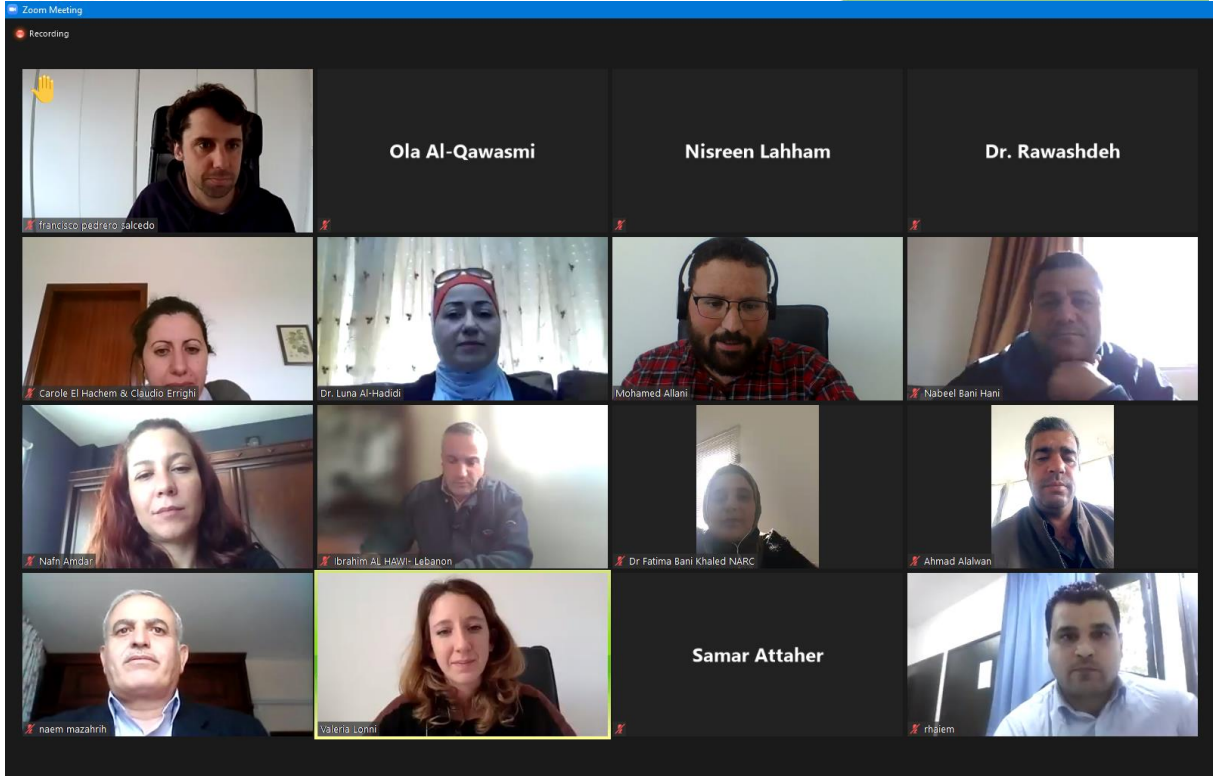 Zoom Meeting
Recording
francisco pedrero salcedo
Ola Al-Qawasmi
Nisreen Lahham
Dr. Rawashdeh
Carole El Hachem & Claudio Errighi
Dr. Luna Al-Hadidi
Mohamed Allani
Nabeel Bani Hani
Nafn Amdar
Ibrahim AL HAWI- Lebanon
Dr Fatima Bani Khaled NARC
Ahmad Alalwan
naem mazahrih
Valeria Lonni
Samar Attaher
rhaiem